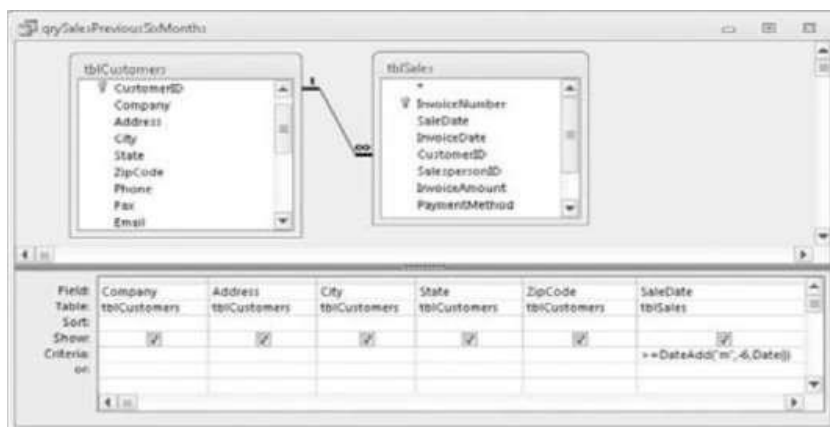 qrySalesPreviousSixMonths
tblCustomers
CustomerID
Company
Address
City
State
ZipCode
Phone
Fax
Email
1
∞
tblSales
*
InvoiceNumber
SaleDate
InvoiceDate
CustomerID
SalespersonID
InvoiceAmount
PaymentMethod
Field: Company Address City State ZipCode SaleDate
Table: tblCustomers tblCustomers tblCustomers tblCustomers tblCustomers tblSales
Sort:
Show:
Criteria: >=DateAdd("m",-6,Date())
or: